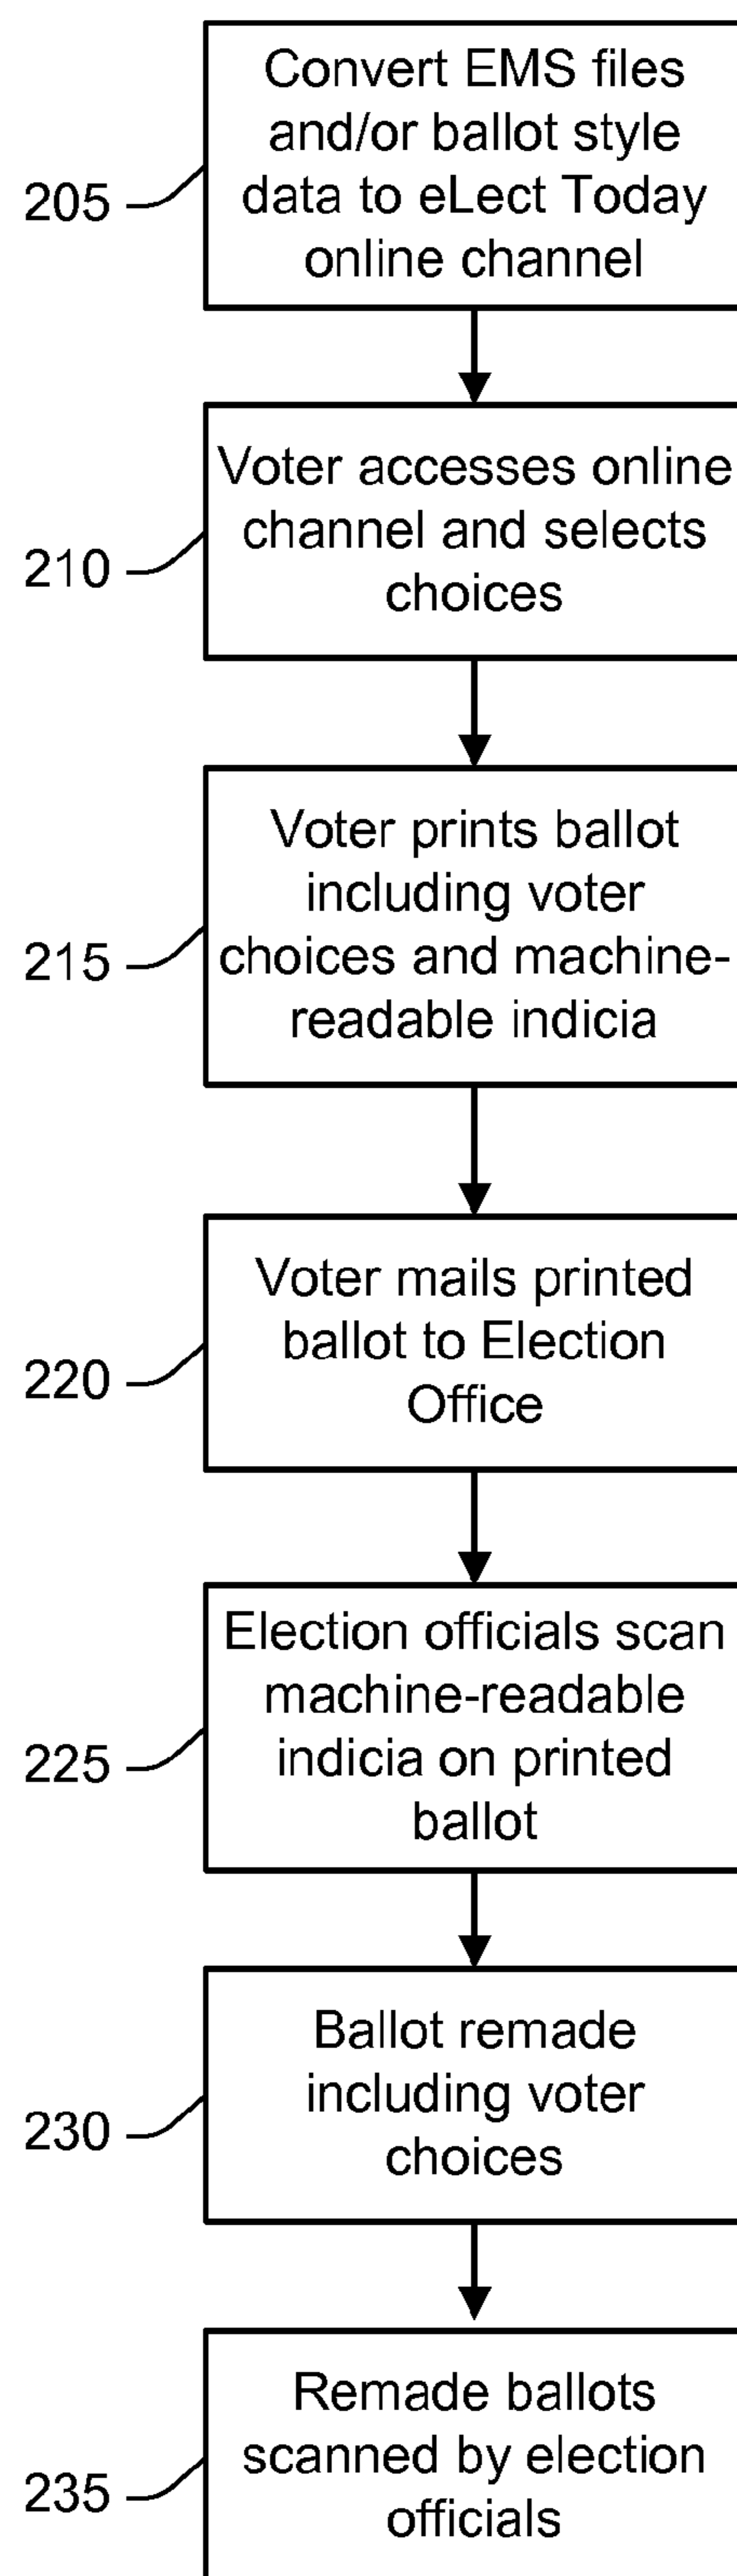 Convert EMS files
and/or ballot style
data to eLect Today
online channel
205
Voter accesses online
channel and selects
choices
210
Voter prints ballot
including voter
choices and machine-
readable indicia
215
Voter mails printed
ballot to Election
Office
220
Election officials scan
machine-readable
indicia on printed
ballot
225
Ballot remade
including voter
choices
230
Remade ballots
scanned by election
officials
235